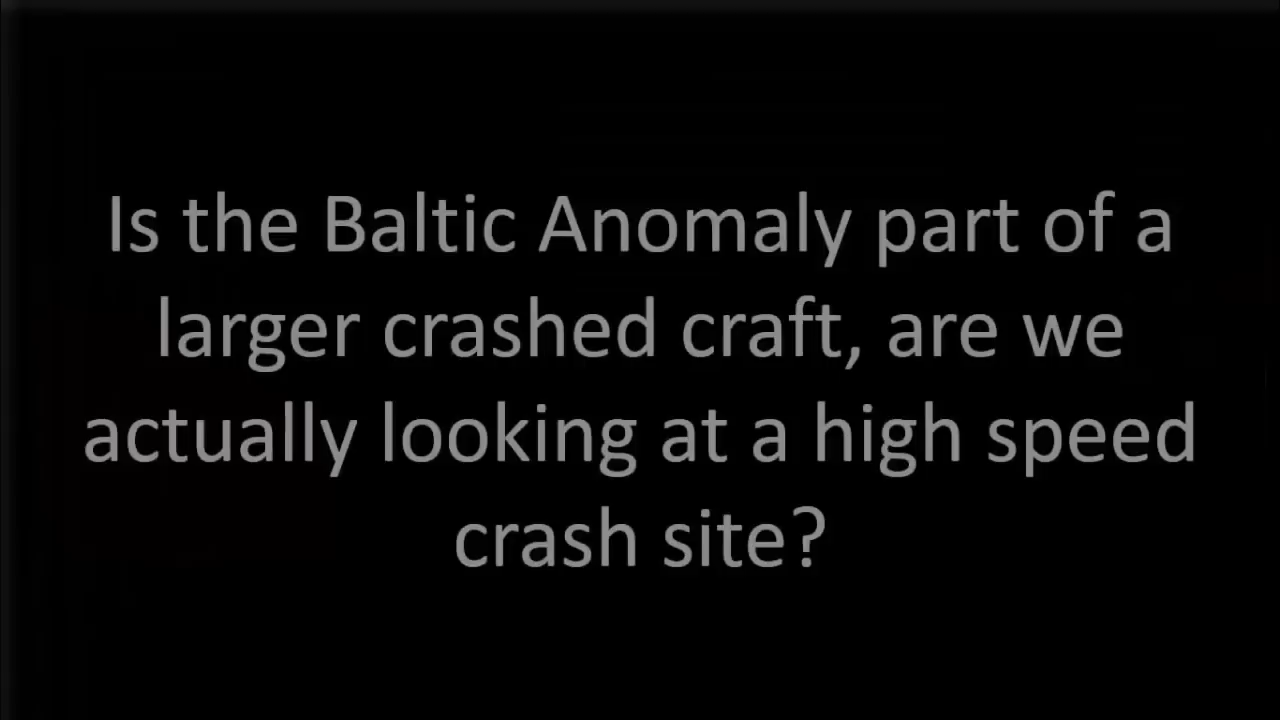 Is the Baltic Anomaly part of a
larger crashed craft, are we
actually looking at a high speed
crash site?